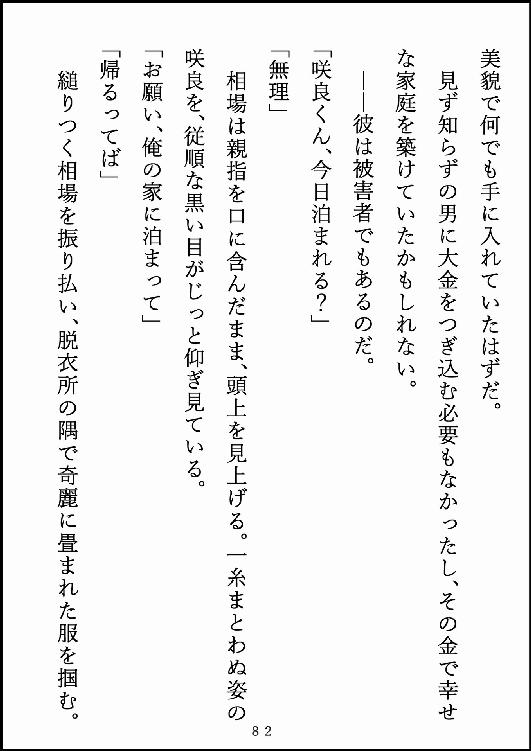 美貌で何でも手に入れていたはずだ。
見ず知らずの男に大金をつぎ込む必要もなかったし、その金で幸せ
な家庭を築けていたかもしれない。
――彼は被害者でもあるのだ。
「咲良くん、今日泊まれる？」
「無理」
相場は親指を口に含んだまま、頭上を見上げる。一糸まとわぬ姿の
咲良を、従順な黒い目がじっと仰ぎ見ている。
「お願い、俺の家に泊まって」
「帰るってば」
縋りつく相場を振り払い、脱衣所の隅で奇麗に畳まれた服を掴む。
82